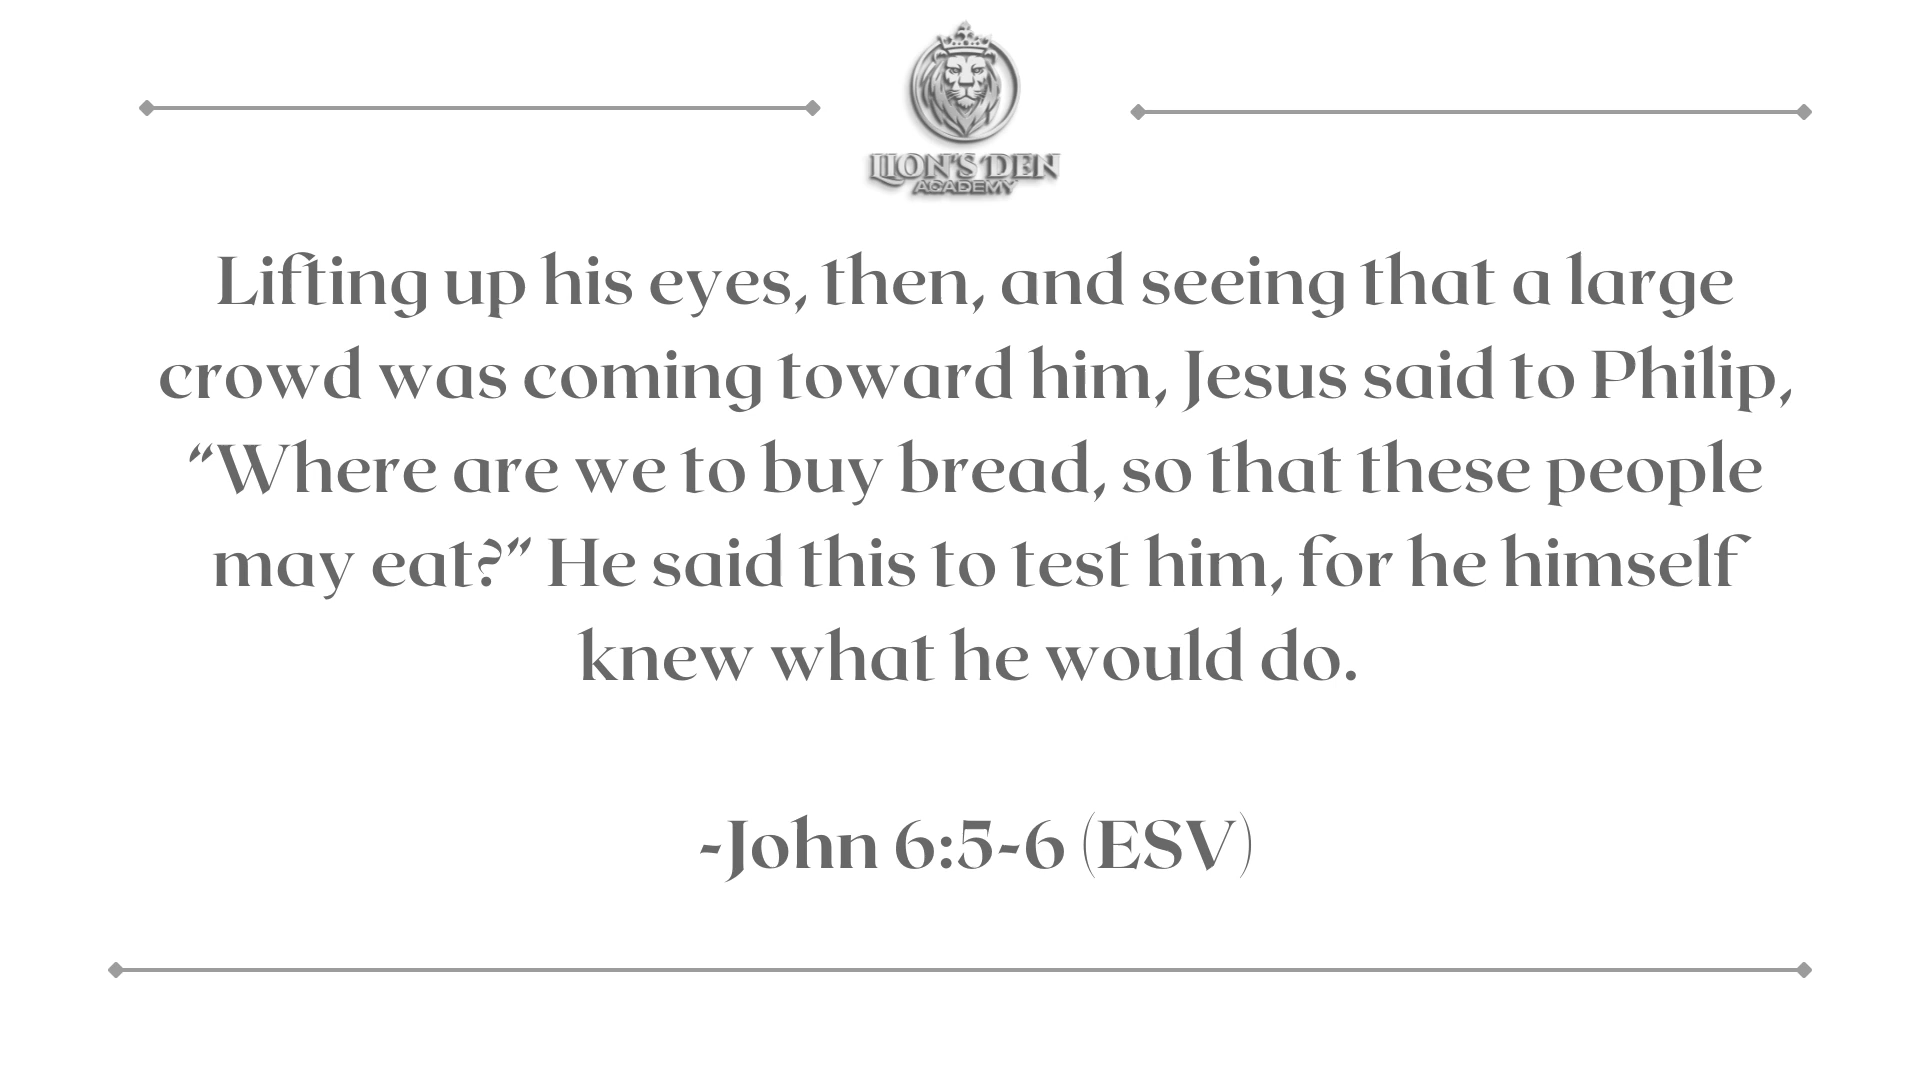 LION'S DEN
ACADEMY
Lifting up his eyes, then, and seeing that a large
crowd was coming toward him, Jesus said to Philip,
“Where are we to buy bread, so that these people
may eat?” He said this to test him, for he himself
knew what he would do.
-John 6:5-6 (ESV)